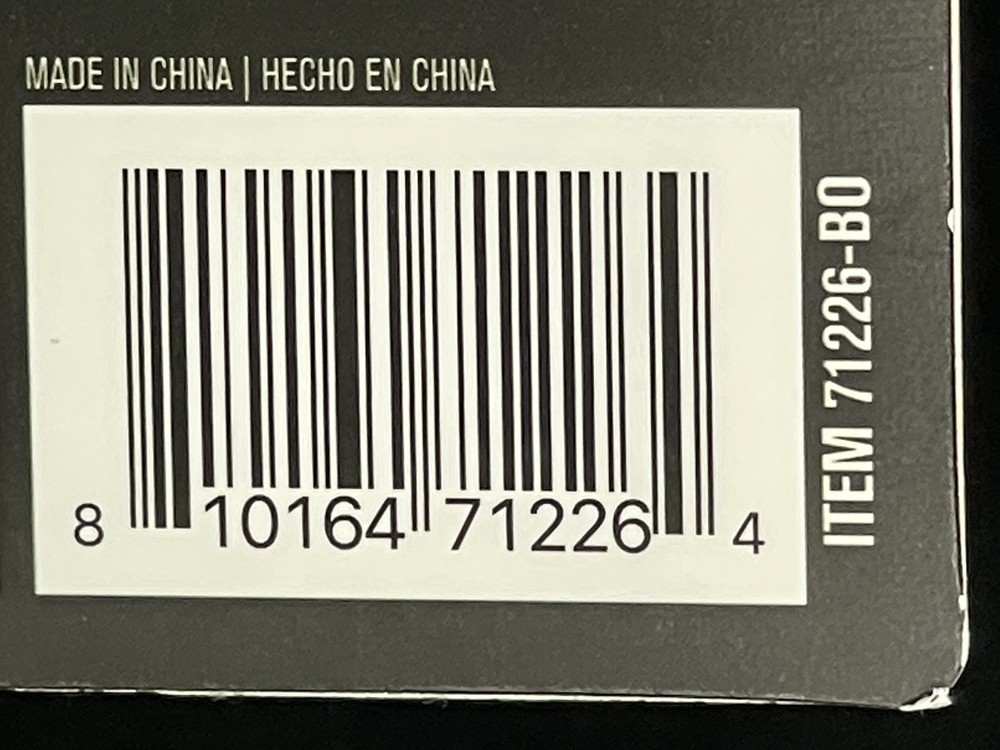 MADE IN CHINA | HECHO EN CHINA
8 10164 71226 4
ITEM 71226-BO